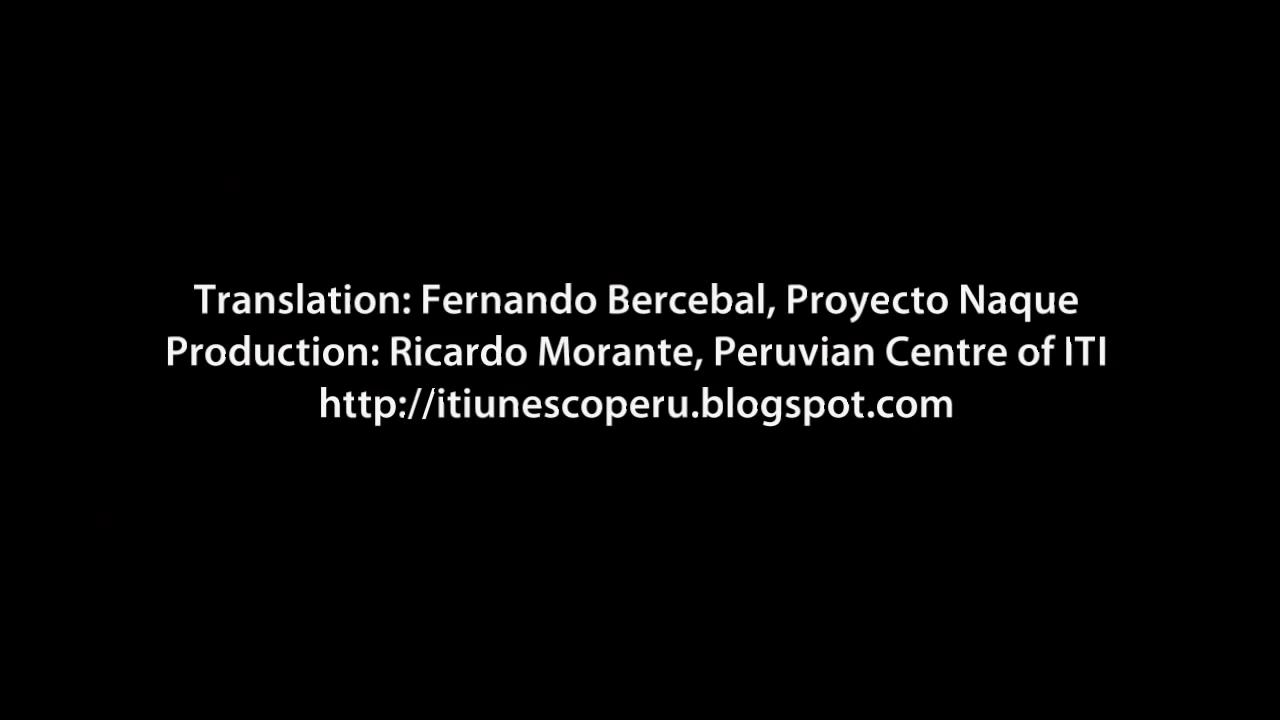 Translation: Fernando Bercebal, Proyecto Naque
Production: Ricardo Morante, Peruvian Centre of ITI
http://itiunescoperu.blogspot.com